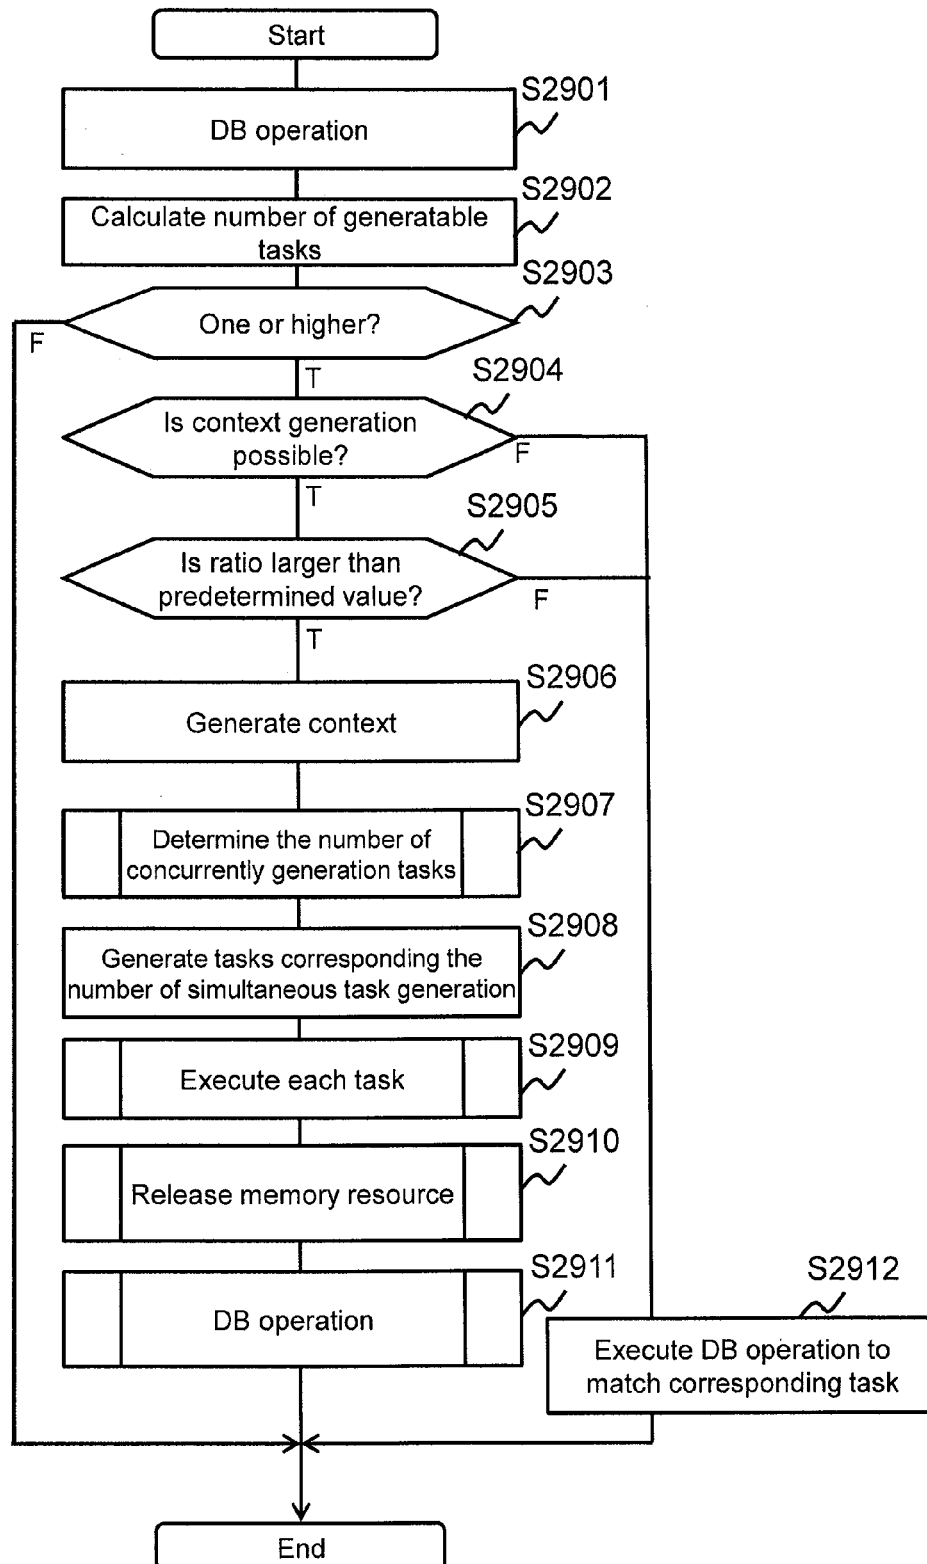 Start
S2901
DB operation
S2902
Calculate number of generatable
tasks
S2903
One or higher?
F
T
S2904
Is context generation
possible?
F
T
S2905
Is ratio larger than
predetermined value?
F
T
S2906
Generate context
S2907
Determine the number of
concurrently generation tasks
S2908
Generate tasks corresponding the
number of simultaneous task generation
S2909
Execute each task
S2910
Release memory resource
S2911
DB operation
S2912
Execute DB operation to
match corresponding task
End